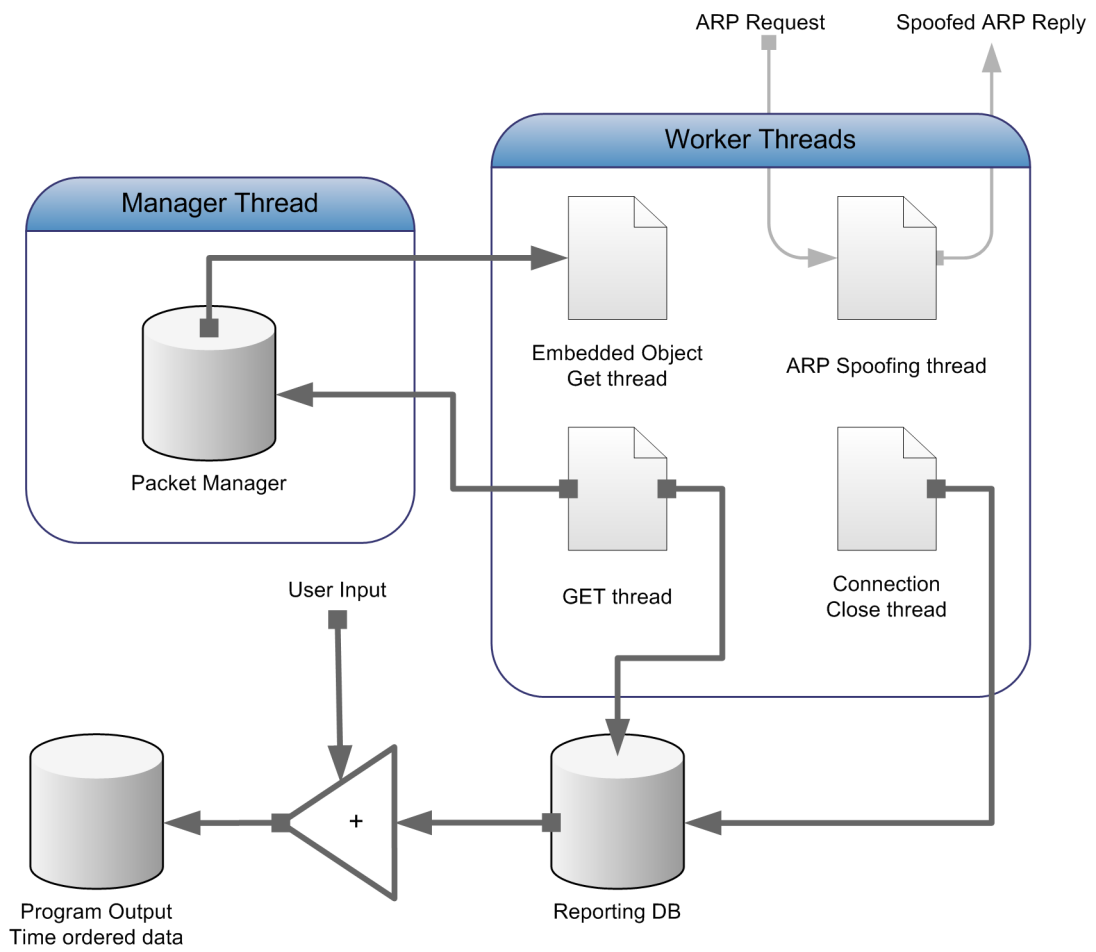 ARP Request
Spoofed ARP Reply
Worker Threads
Manager Thread
Embedded Object
Get thread
ARP Spoofing thread
Packet Manager
GET thread
Connection
Close thread
User Input
+
Program Output
Time ordered data
Reporting DB